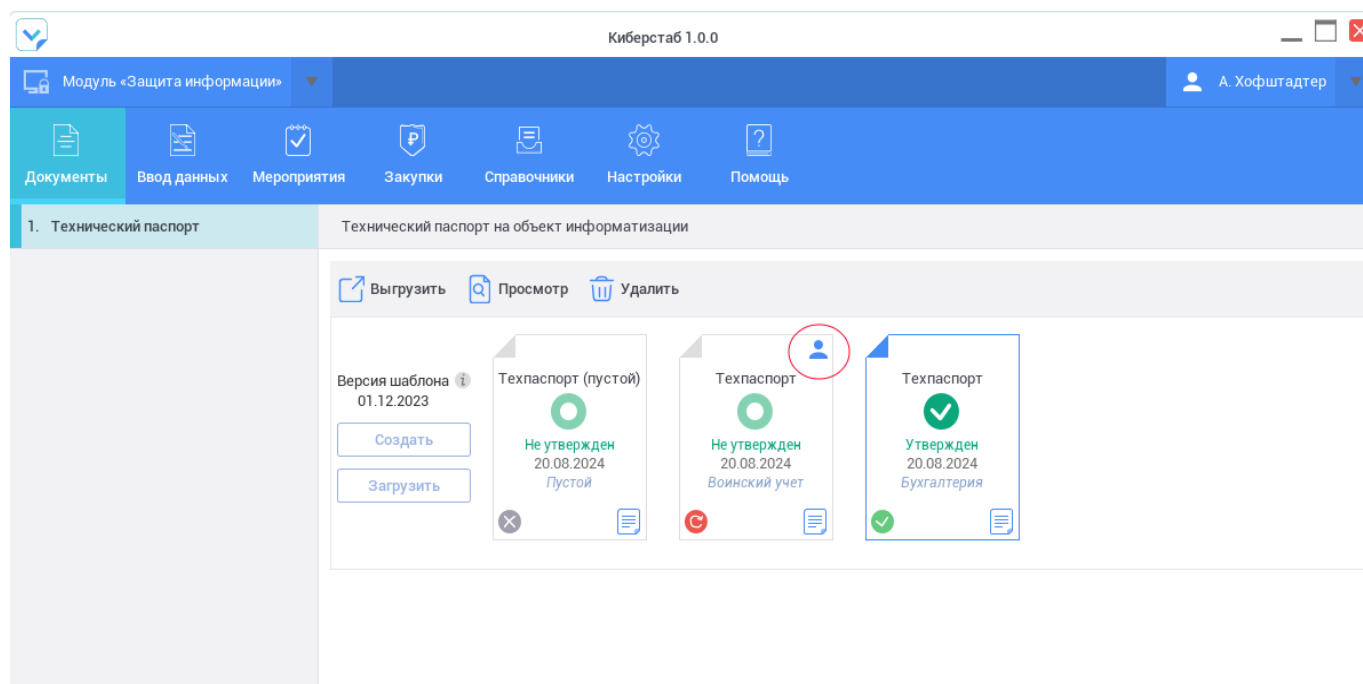 Киберстаб 1.0.0
Модуль «Защита информации»
А. Хофштадтер
Документы
Ввод данных
Мероприятия
Закупки
Справочники
Настройки
Помощь
1. Технический паспорт
Технический паспорт на объект информатизации
Выгрузить
Просмотр
Удалить
Версия шаблона i
01.12.2023
Создать
Загрузить
Техпаспорт (пустой)
Не утвержден
20.08.2024
Пустой
Техпаспорт
Не утвержден
20.08.2024
Воинский учет
Техпаспорт
Утвержден
20.08.2024
Бухгалтерия